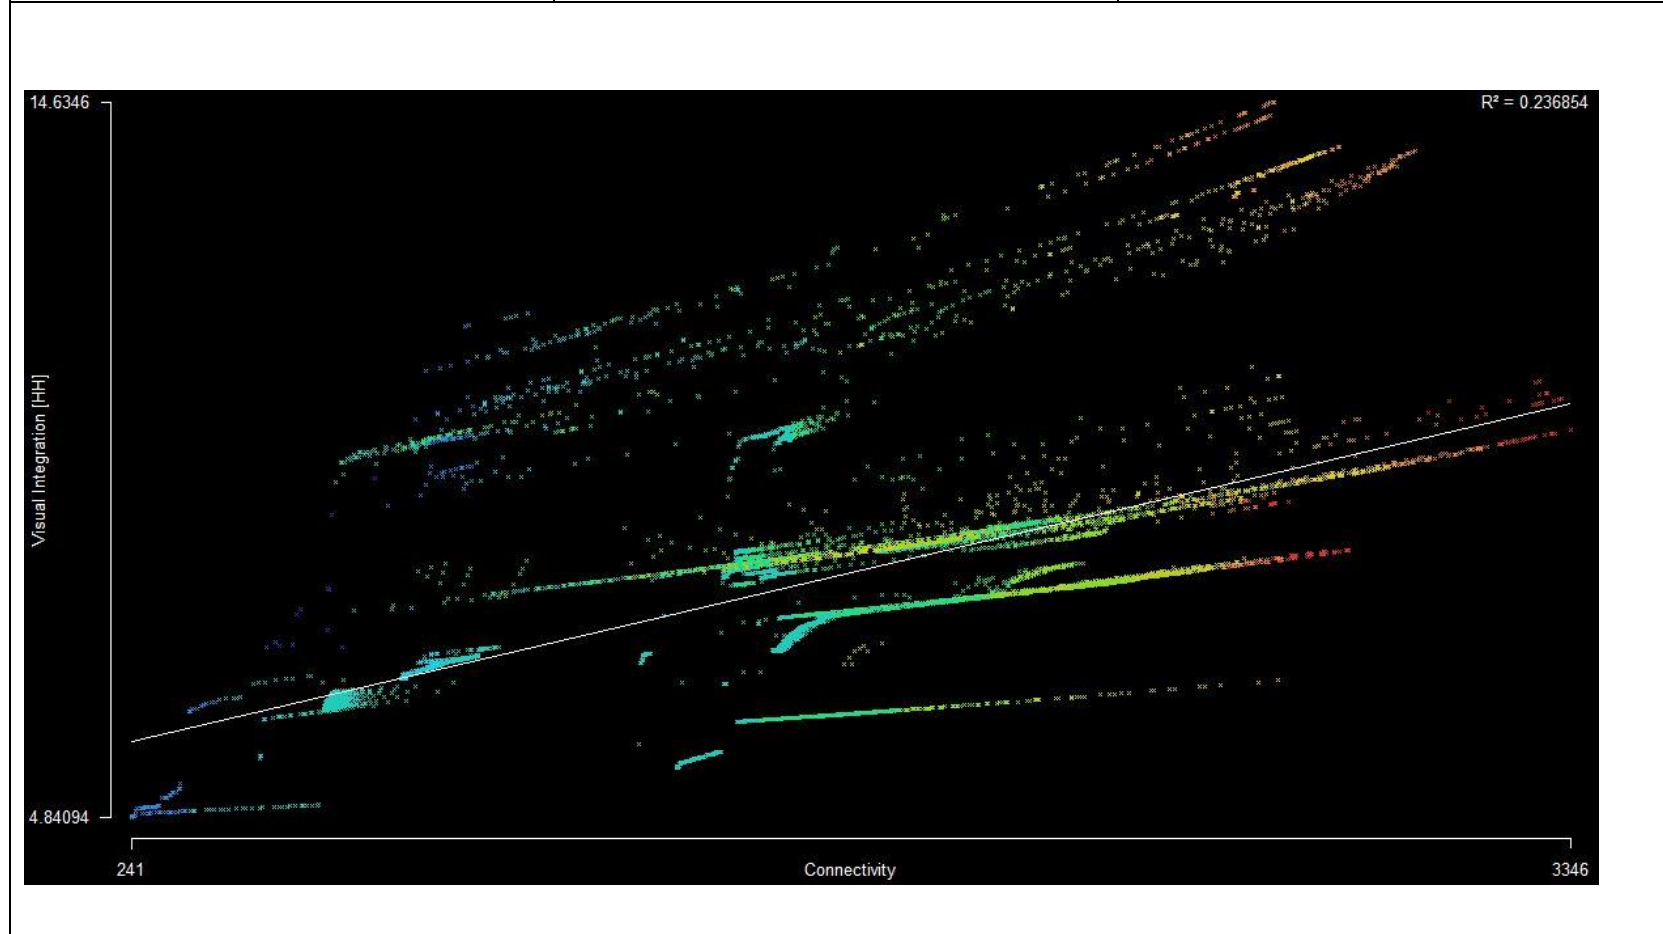 14.6346
R² = 0.236854
Visual Integration [HH]
4.84094
241
Connectivity
3346